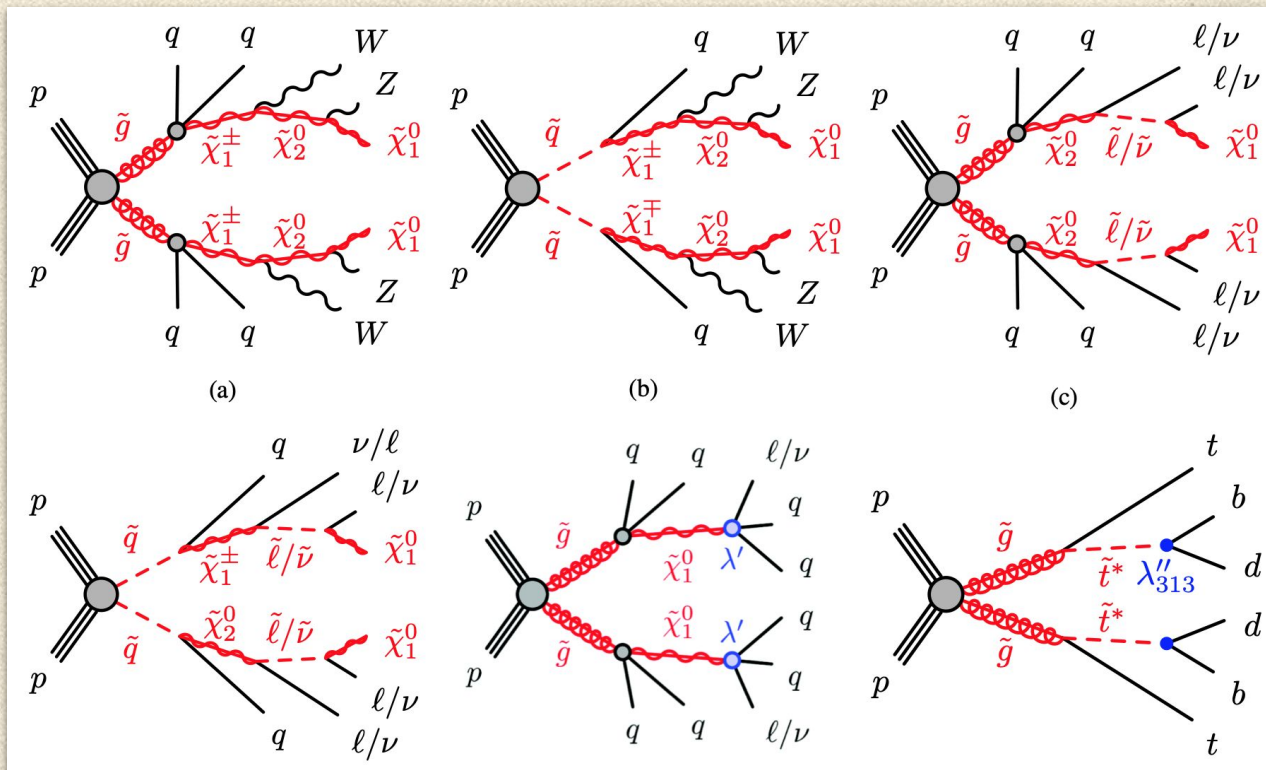 q q W
p Z
g̃ χ̃₁± χ̃₂⁰ χ̃₁⁰
g̃ χ̃₁± χ̃₂⁰ χ̃₁⁰
p Z
q q W
(a)
q W
p Z
q̃ χ̃₁± χ̃₂⁰ χ̃₁⁰
q̃ χ̃₁∓ χ̃₂⁰ χ̃₁⁰
p Z
q W
(b)
q q ℓ/ν
p ℓ/ν
g̃ χ̃₂⁰ ℓ̃/ν̃ χ̃₁⁰
g̃ χ̃₂⁰ ℓ̃/ν̃ χ̃₁⁰
p ℓ/ν
q q ℓ/ν
(c)
q ν/ℓ
p ℓ/ν
q̃ χ̃₁± ℓ̃/ν̃ χ̃₁⁰
q̃ χ̃₂⁰ ℓ̃/ν̃ χ̃₁⁰
p ℓ/ν
q ℓ/ν
q q ℓ/ν
p q
g̃ χ̃₁⁰ λ′ q
g̃ χ̃₁⁰ λ′ q
p q
q q ℓ/ν
t
p b
g̃ t̃* λ″₃₁₃ d
g̃ t̃* d
p b
t